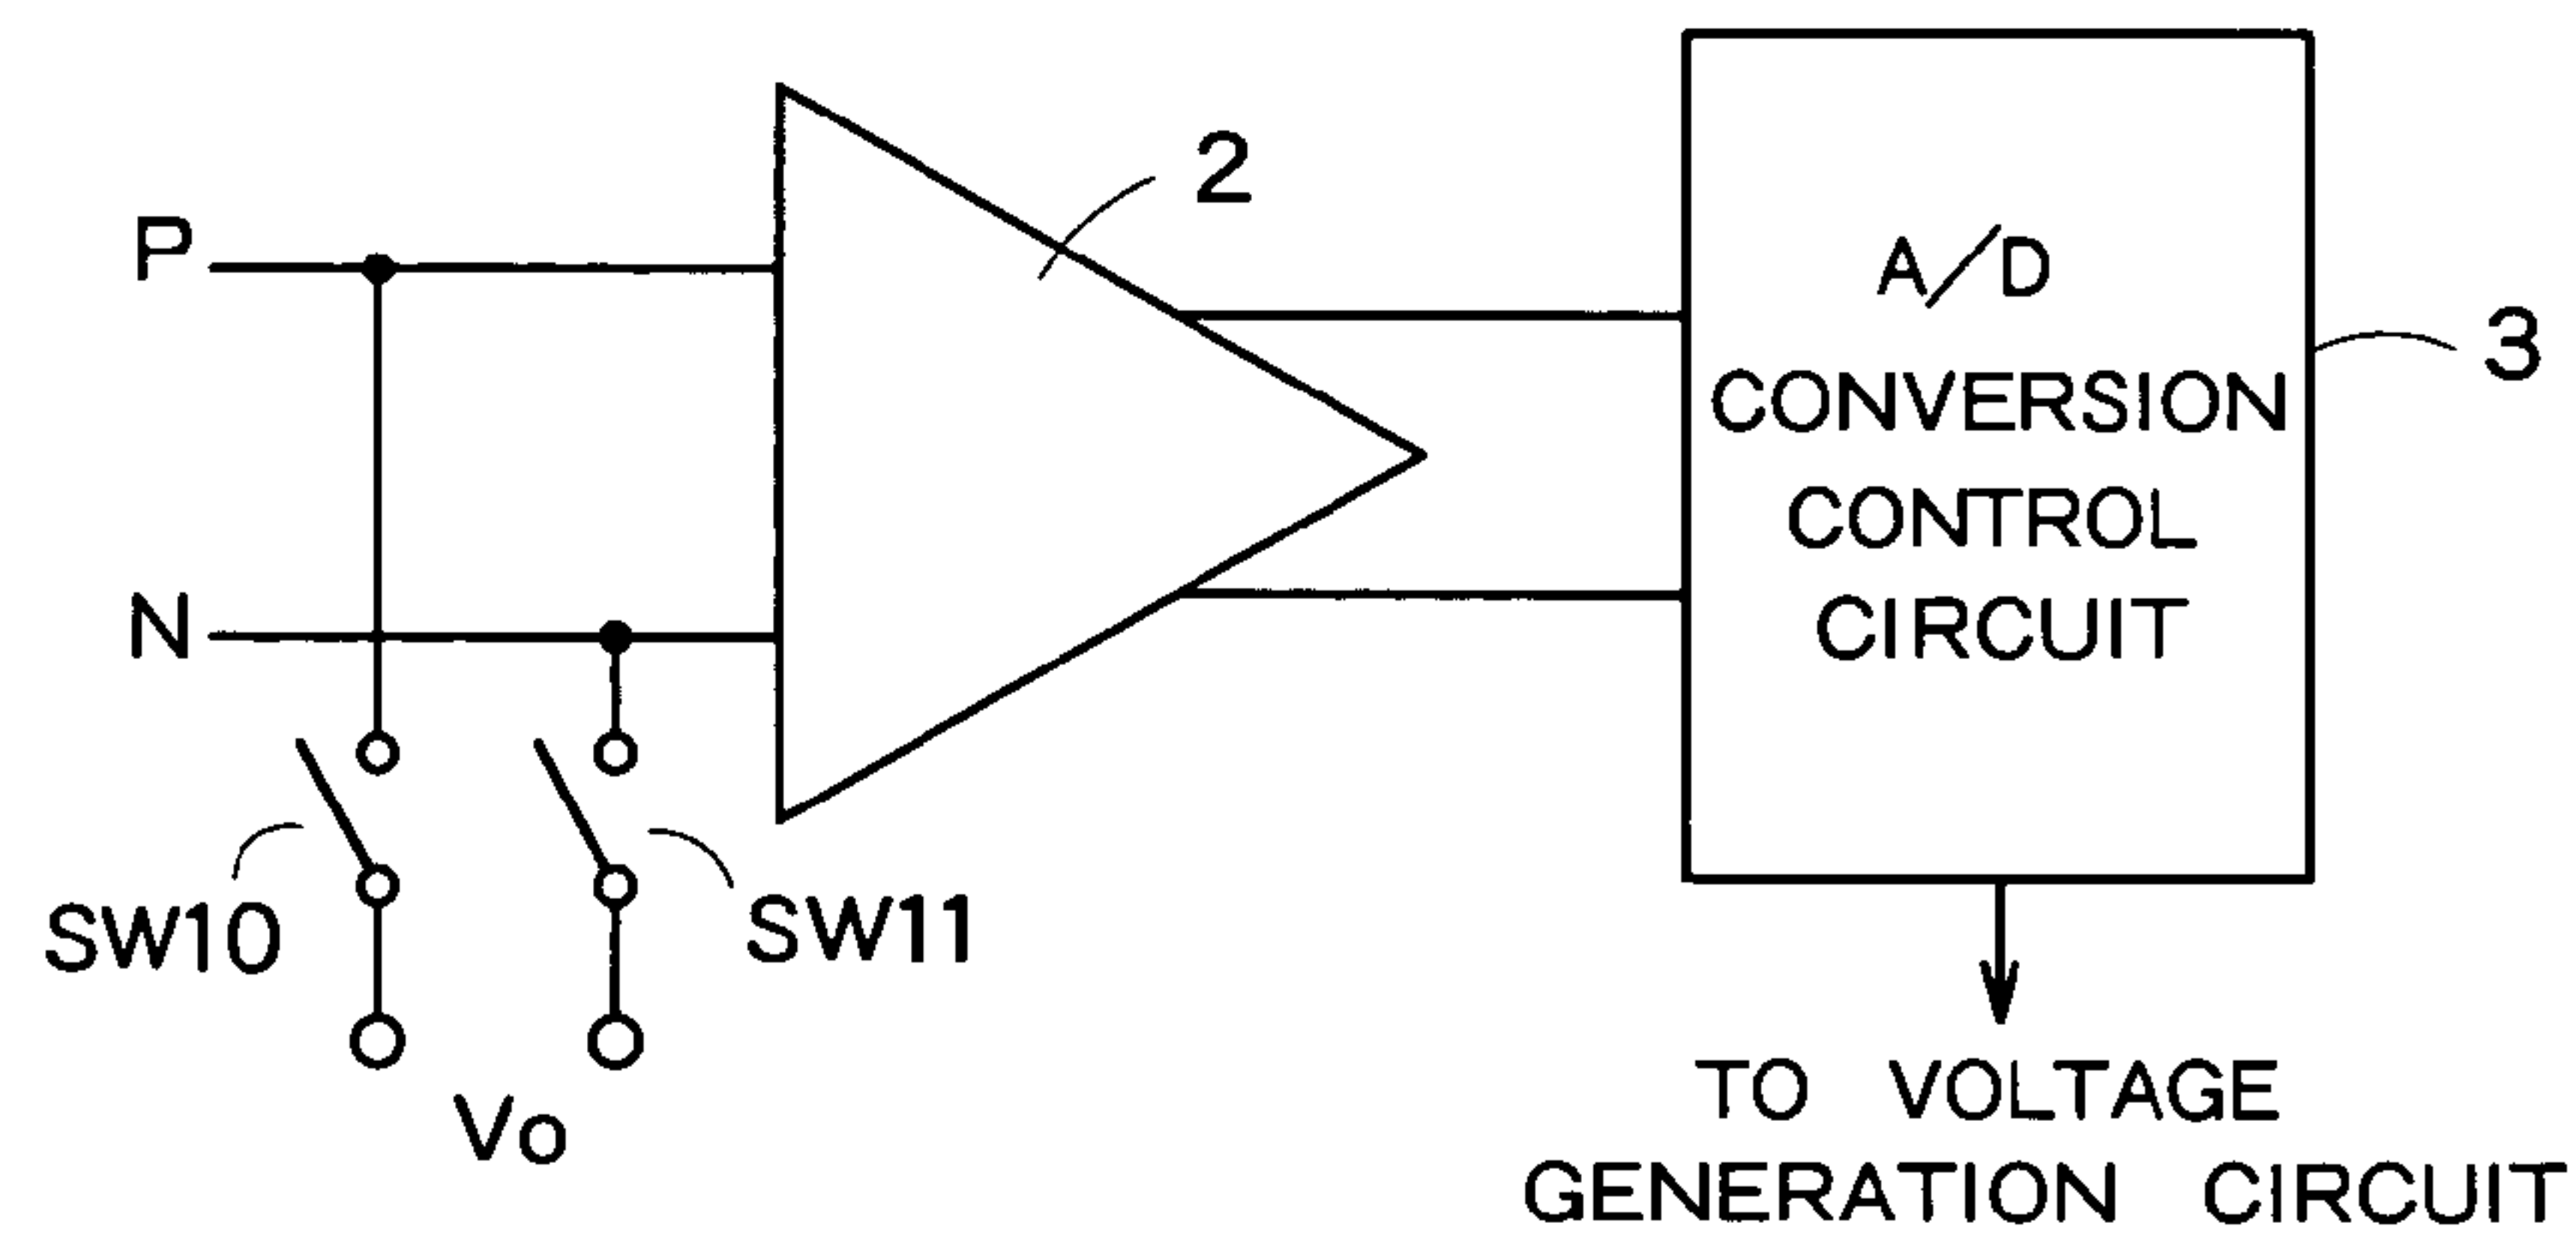 P
N
2
A/D
CONVERSION
CONTROL
CIRCUIT
3
SW10
SW11
Vo
TO VOLTAGE
GENERATION CIRCUIT